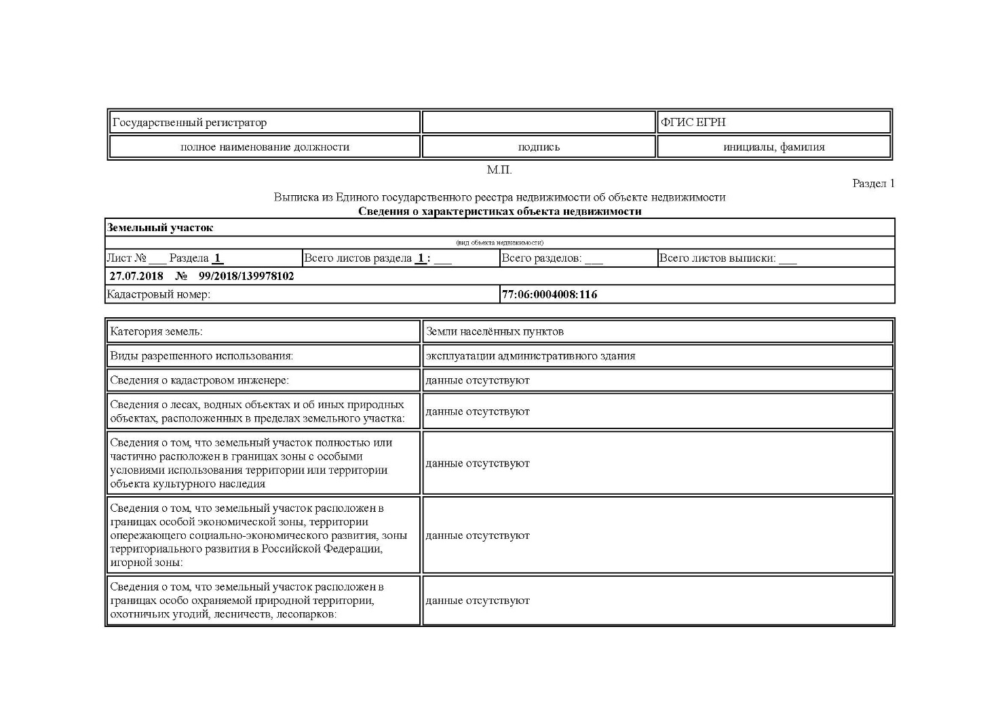 Государственный регистратор ФГИС ЕГРН
полное наименование должности подпись инициалы, фамилия
М.П.
Раздел 1
Выписка из Единого государственного реестра недвижимости об объекте недвижимости
Сведения о характеристиках объекта недвижимости
Земельный участок
(вид объекта недвижимости)
Лист № ___ Раздела 1 Всего листов раздела 1 : ___ Всего разделов: ___ Всего листов выписки: ___
27.07.2018 № 99/2018/139978102
Кадастровый номер: 77:06:0004008:116
Категория земель: Земли населённых пунктов
Виды разрешенного использования: эксплуатации административного здания
Сведения о кадастровом инженере: данные отсутствуют
Сведения о лесах, водных объектах и об иных природных
объектах, расположенных в пределах земельного участка:
данные отсутствуют
Сведения о том, что земельный участок полностью или
частично расположен в границах зоны с особыми
условиями использования территории или территории
объекта культурного наследия
данные отсутствуют
Сведения о том, что земельный участок расположен в
границах особой экономической зоны, территории
опережающего социально-экономического развития, зоны
территориального развития в Российской Федерации,
игорной зоны:
данные отсутствуют
Сведения о том, что земельный участок расположен в
границах особо охраняемой природной территории,
охотничьих угодий, лесничеств, лесопарков:
данные отсутствуют